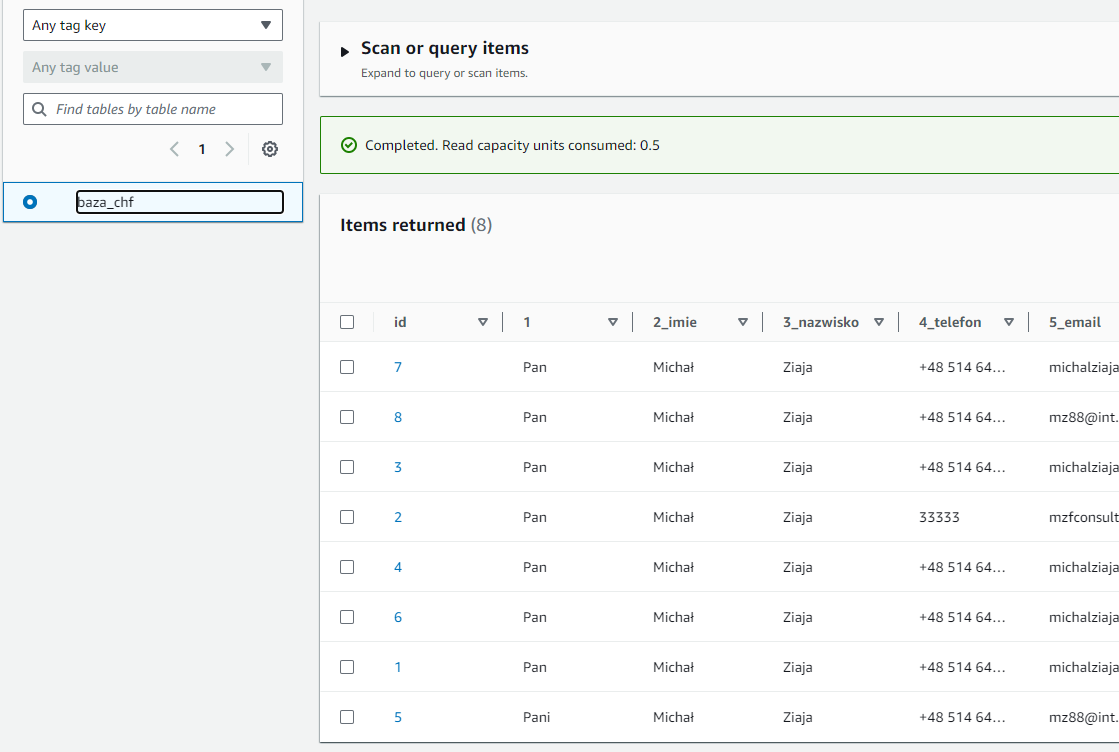 Any tag key
Any tag value
Find tables by table name
1
baza_chf
Scan or query items
Expand to query or scan items.
Completed. Read capacity units consumed: 0.5
Items returned (8)
id 1 2_imie 3_nazwisko 4_telefon 5_email
7 Pan Michał Ziaja +48 514 64… michalziaja
8 Pan Michał Ziaja +48 514 64… mz88@int.
3 Pan Michał Ziaja +48 514 64… michalziaja
2 Pan Michał Ziaja 33333 mzfconsult
4 Pan Michał Ziaja +48 514 64… michalziaja
6 Pan Michał Ziaja +48 514 64… michalziaja
1 Pan Michał Ziaja +48 514 64… michalziaja
5 Pani Michał Ziaja +48 514 64… mz88@int.